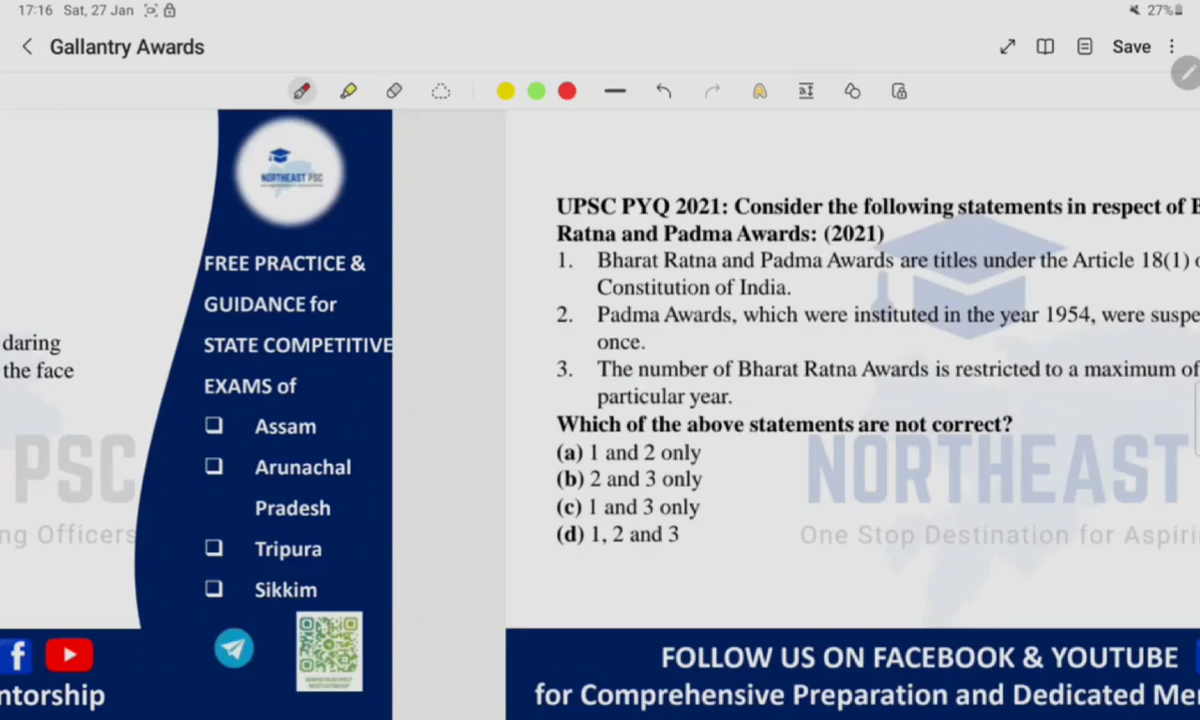 17:16 Sat, 27 Jan
27%
Gallantry Awards
Save
daring
the face
PSC
ng Officers
ntorship
NORTHEAST PSC
FREE PRACTICE &
GUIDANCE for
STATE COMPETITIVE
EXAMS of
Assam
Arunachal
Pradesh
Tripura
Sikkim
UPSC PYQ 2021: Consider the following statements in respect of B
Ratna and Padma Awards: (2021)
1. Bharat Ratna and Padma Awards are titles under the Article 18(1) o
Constitution of India.
2. Padma Awards, which were instituted in the year 1954, were suspe
once.
3. The number of Bharat Ratna Awards is restricted to a maximum of
particular year.
Which of the above statements are not correct?
(a) 1 and 2 only
(b) 2 and 3 only
(c) 1 and 3 only
(d) 1, 2 and 3
NORTHEAST
One Stop Destination for Aspiri
FOLLOW US ON FACEBOOK & YOUTUBE
for Comprehensive Preparation and Dedicated Me